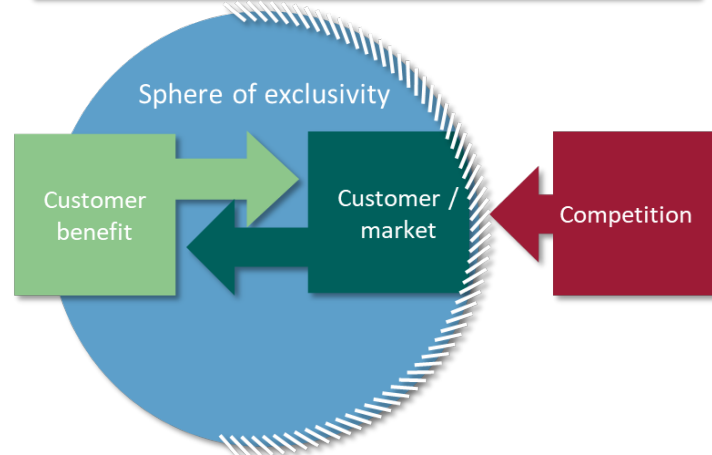 Sphere of exclusivity
Customer
benefit
Customer /
market
Competition